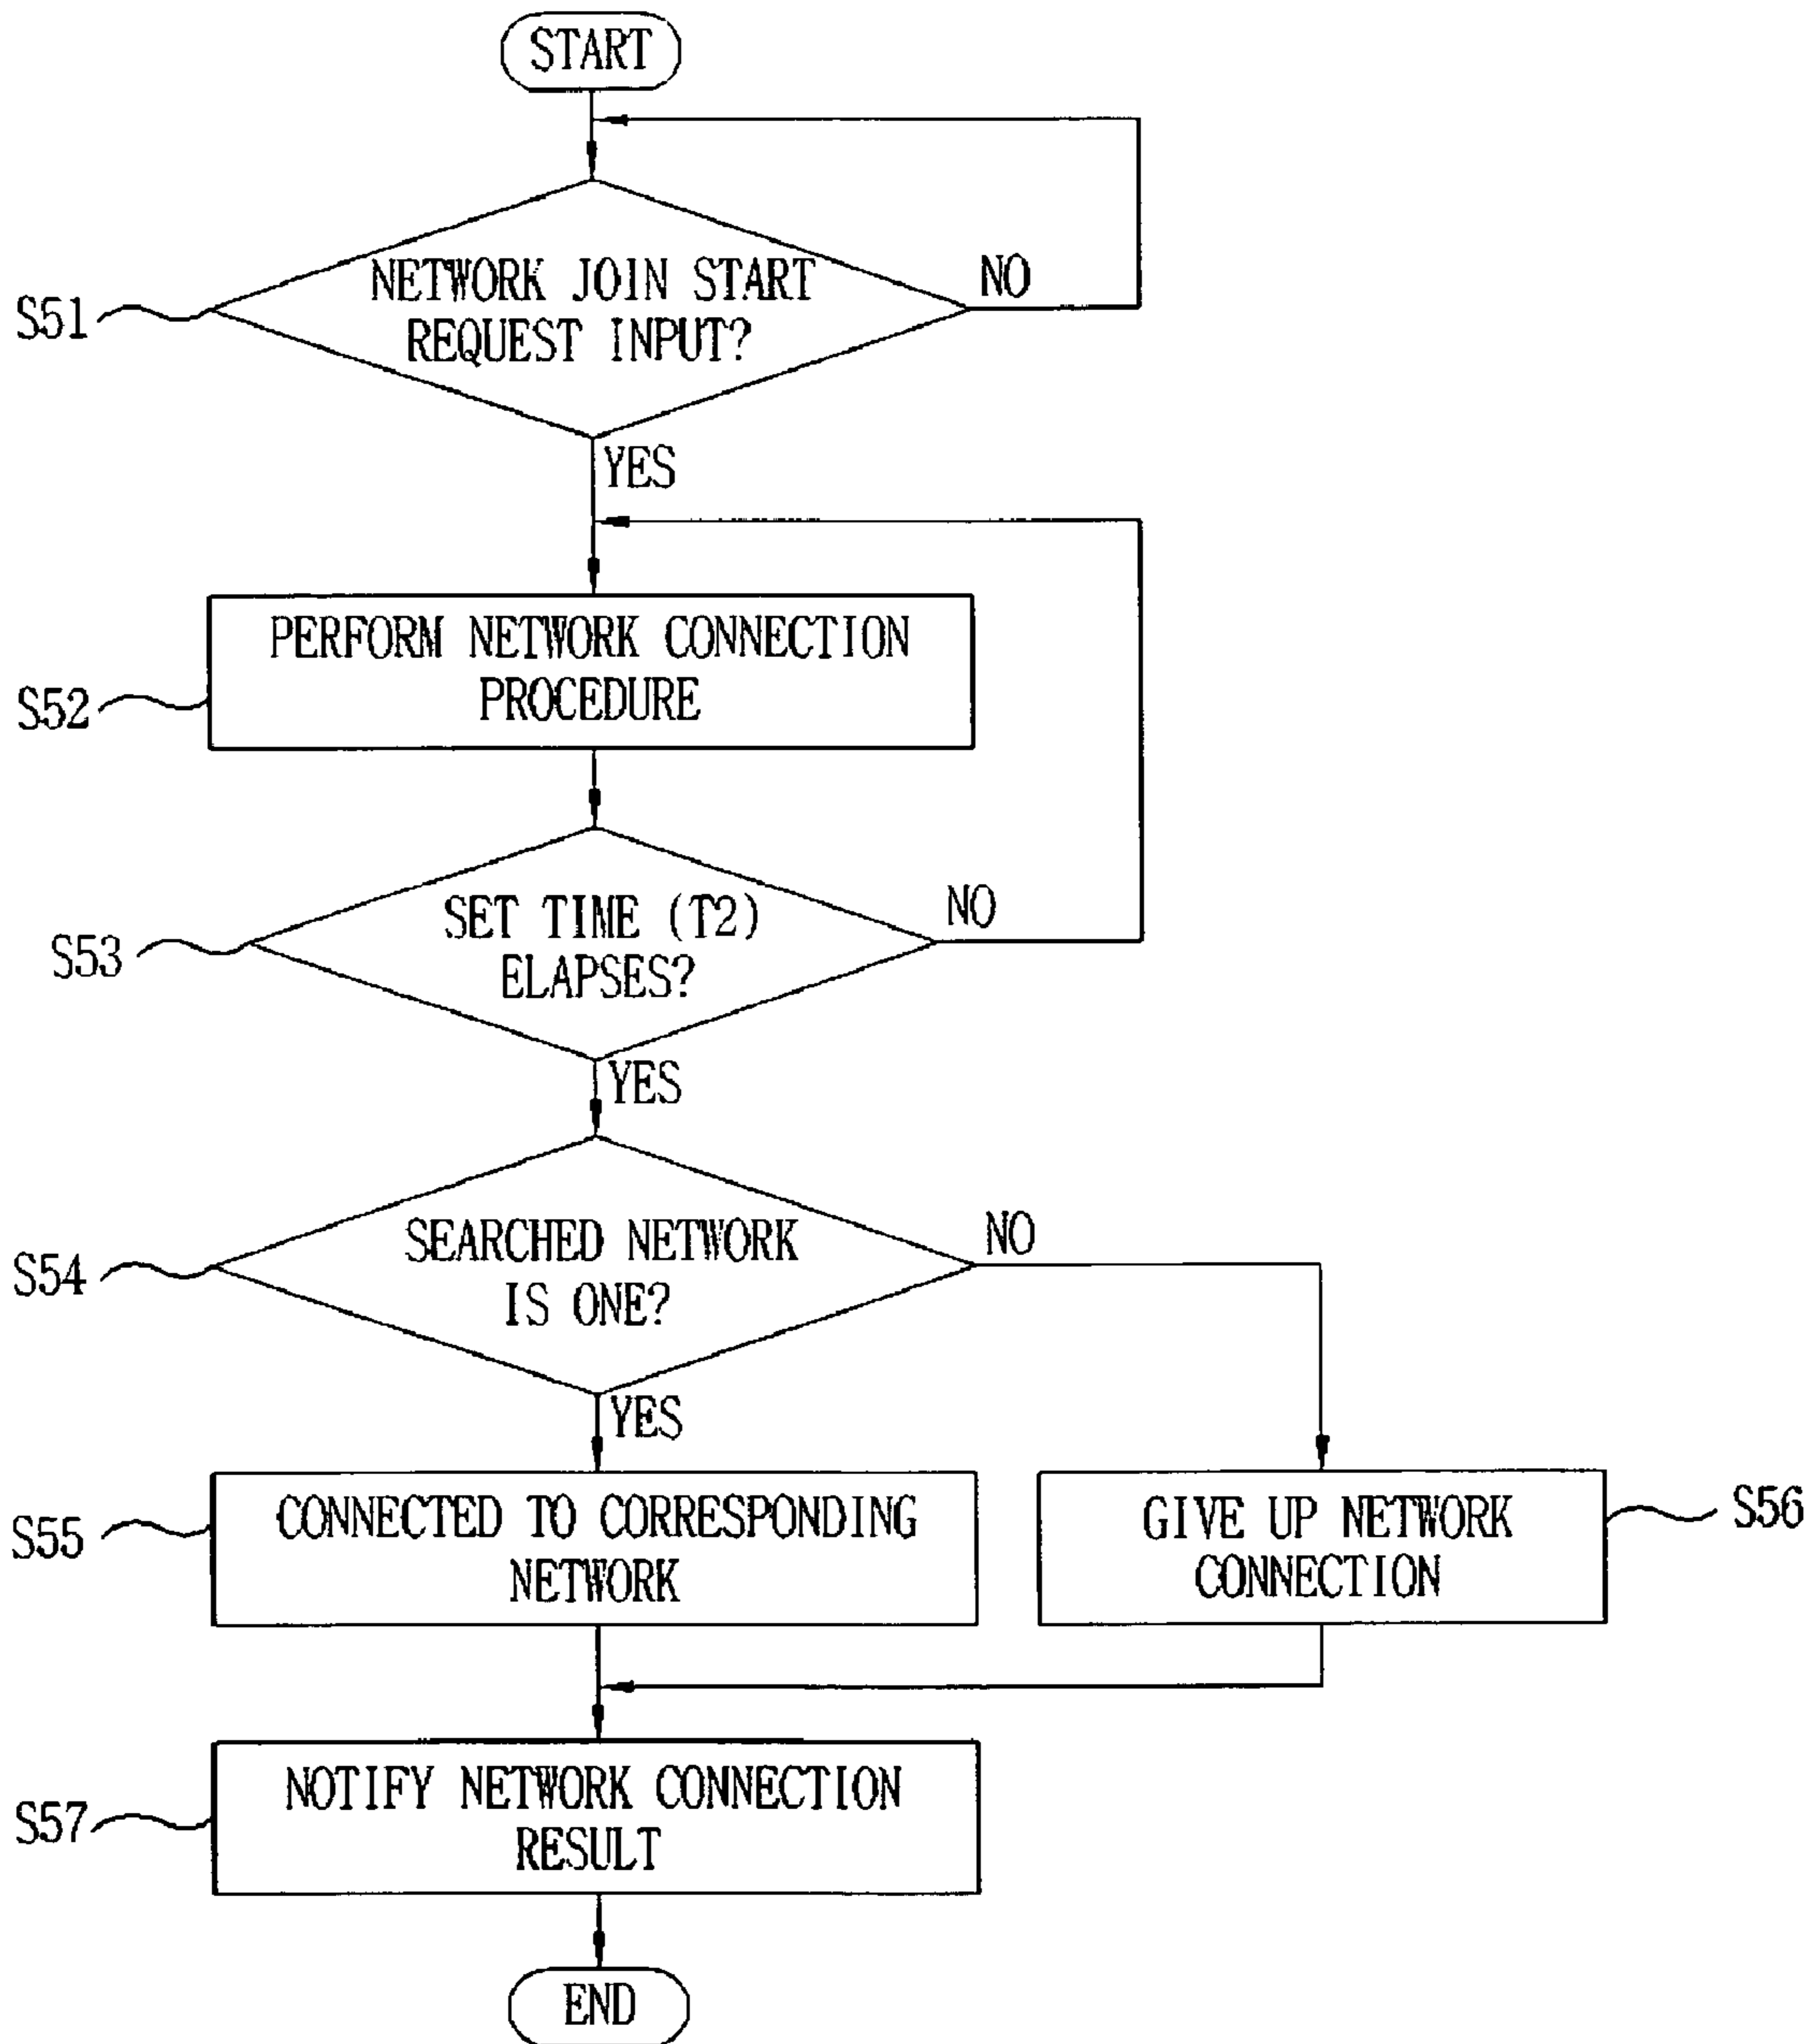 START
NETWORK JOIN START
REQUEST INPUT?
NO
S51
YES
PERFORM NETWORK CONNECTION
PROCEDURE
S52
SET TIME (T2)
ELAPSES?
NO
S53
YES
SEARCHED NETWORK
IS ONE?
NO
S54
YES
CONNECTED TO CORRESPONDING
NETWORK
S55
GIVE UP NETWORK
CONNECTION
S56
NOTIFY NETWORK CONNECTION
RESULT
S57
END